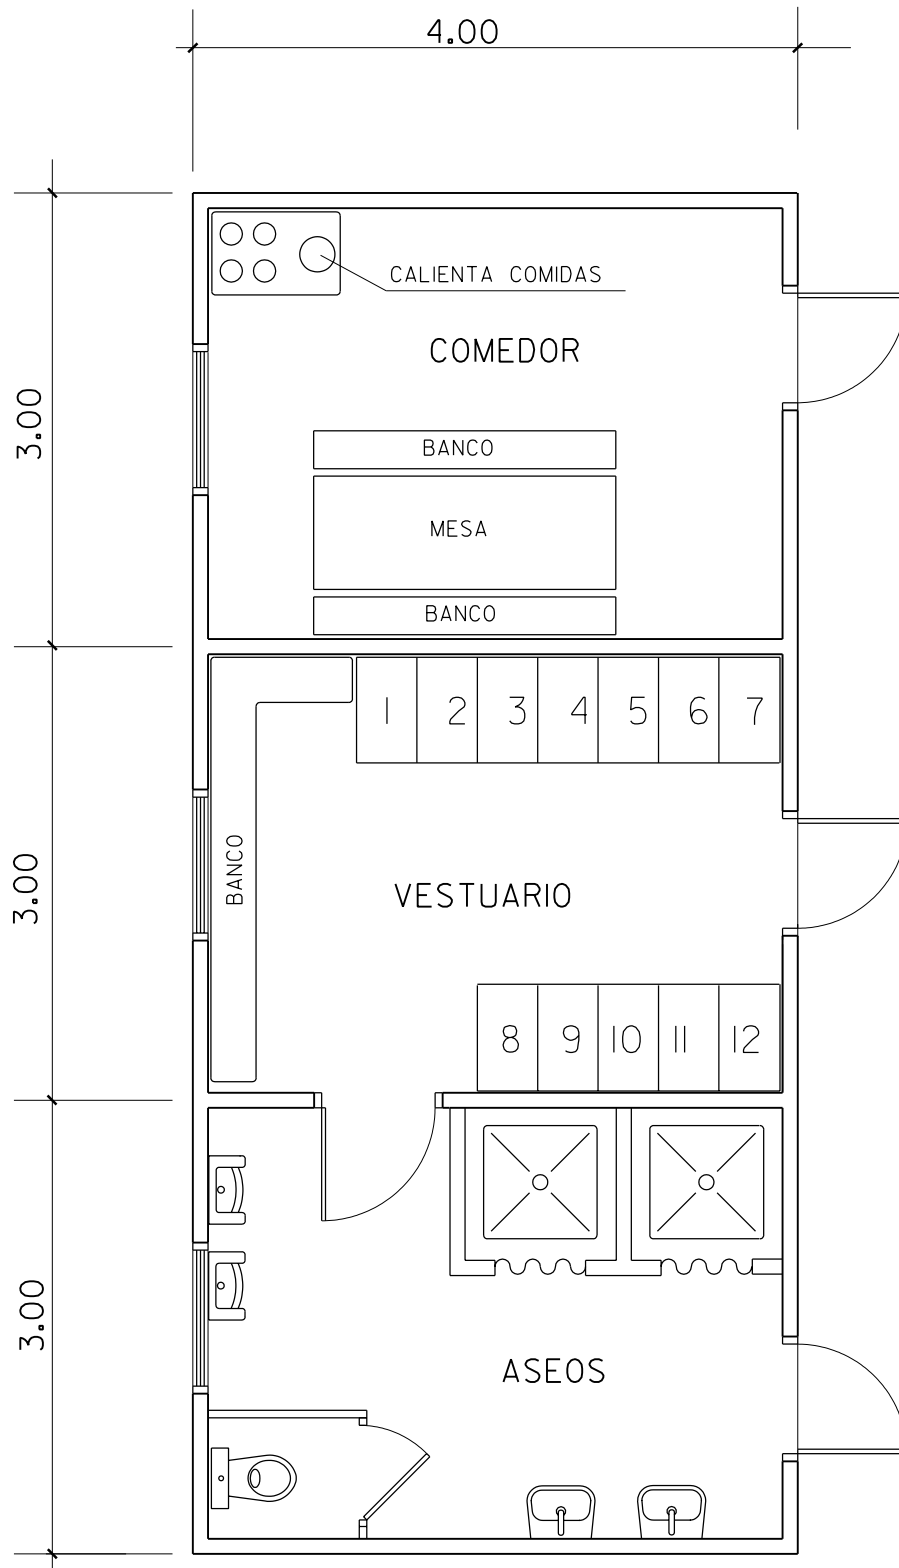 4.00
CALIENTA COMIDAS
COMEDOR
3.00
BANCO
MESA
BANCO
1 2 3 4 5 6 7
BANCO
3.00
VESTUARIO
8 9 10 11 12
3.00
ASEOS